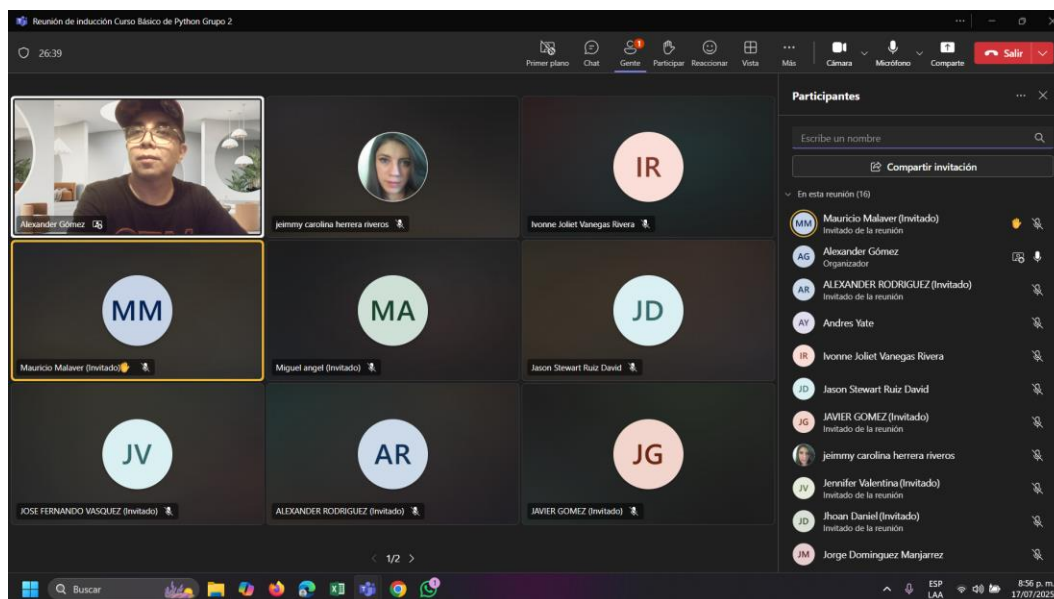 Reunión de inducción Curso Básico de Python Grupo 2
26:39
Primer plano
Chat
1
Gente
Participar
Reaccionar
Vista
Más
Cámara
Micrófono
Comparte
Salir
Alexander Gómez
jeimmy carolina herrera riveros
IR
Ivonne Joliet Vanegas Rivera
MM
Mauricio Malaver (Invitado)
MA
Miguel angel (Invitado)
JD
Jason Stewart Ruiz David
JV
JOSE FERNANDO VASQUEZ (Invitado)
AR
ALEXANDER RODRIGUEZ (Invitado)
JG
JAVIER GOMEZ (Invitado)
1/2
Participantes
Escribe un nombre
Compartir invitación
En esta reunión (16)
MM
Mauricio Malaver (Invitado)
Invitado de la reunión
AG
Alexander Gómez
Organizador
AR
ALEXANDER RODRIGUEZ (Invitado)
Invitado de la reunión
AY
Andres Yate
IR
Ivonne Joliet Vanegas Rivera
JD
Jason Stewart Ruiz David
JG
JAVIER GOMEZ (Invitado)
Invitado de la reunión
jeimmy carolina herrera riveros
JV
Jennifer Valentina (Invitado)
Invitado de la reunión
JD
Jhoan Daniel (Invitado)
Invitado de la reunión
JM
Jorge Dominguez Manjarrez
Buscar
ESP
LAA
8:56 p. m.
17/07/2025